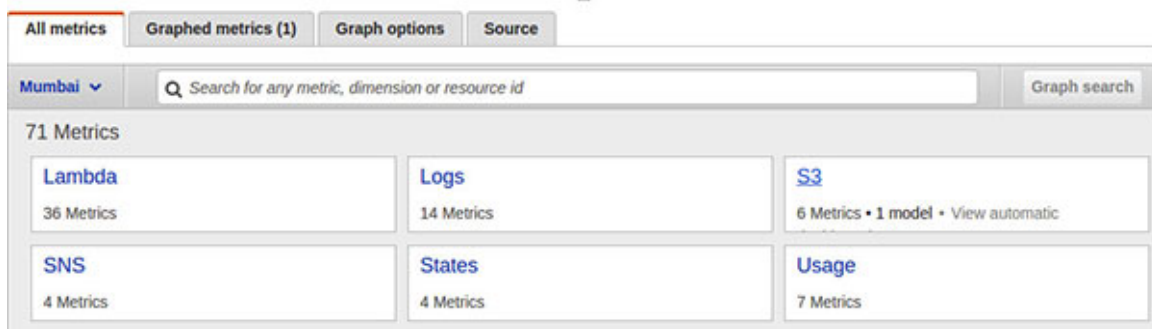 All metrics Graphed metrics (1) Graph options Source
Mumbai Search for any metric, dimension or resource id Graph search
71 Metrics
Lambda Logs S3
36 Metrics 14 Metrics 6 Metrics • 1 model • View automatic
SNS States Usage
4 Metrics 4 Metrics 7 Metrics